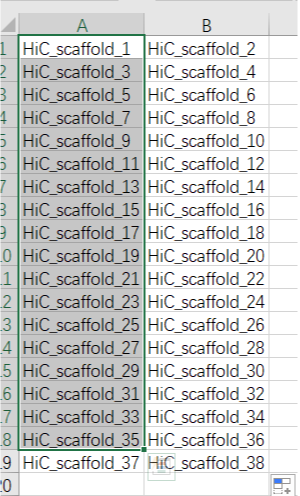 A B
1 HiC_scaffold_1 HiC_scaffold_2
2 HiC_scaffold_3 HiC_scaffold_4
3 HiC_scaffold_5 HiC_scaffold_6
4 HiC_scaffold_7 HiC_scaffold_8
5 HiC_scaffold_9 HiC_scaffold_10
6 HiC_scaffold_11 HiC_scaffold_12
7 HiC_scaffold_13 HiC_scaffold_14
8 HiC_scaffold_15 HiC_scaffold_16
9 HiC_scaffold_17 HiC_scaffold_18
10 HiC_scaffold_19 HiC_scaffold_20
11 HiC_scaffold_21 HiC_scaffold_22
12 HiC_scaffold_23 HiC_scaffold_24
13 HiC_scaffold_25 HiC_scaffold_26
14 HiC_scaffold_27 HiC_scaffold_28
15 HiC_scaffold_29 HiC_scaffold_30
16 HiC_scaffold_31 HiC_scaffold_32
17 HiC_scaffold_33 HiC_scaffold_34
18 HiC_scaffold_35 HiC_scaffold_36
19 HiC_scaffold_37 HiC_scaffold_38
20